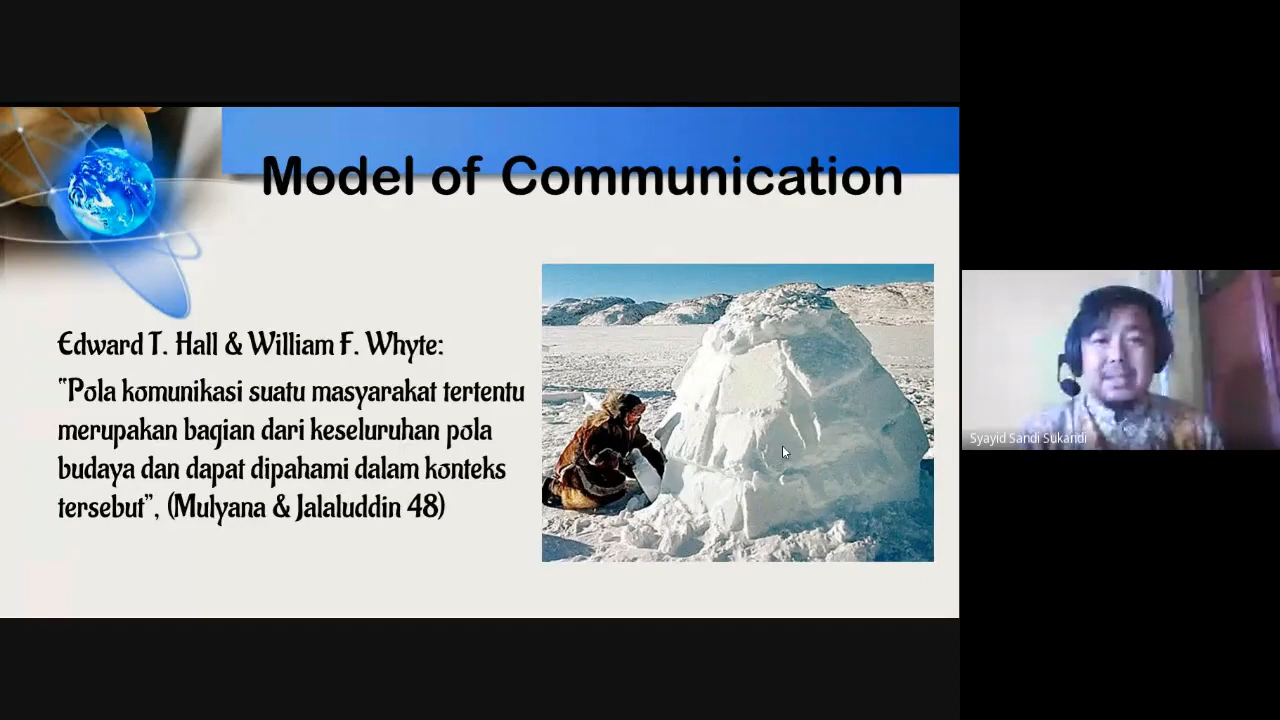 Model of Communication
Edward T. Hall & William F. Whyte:
"Pola komunikasi suatu masyarakat tertentu
merupakan bagian dari keseluruhan pola
budaya dan dapat dipahami dalam konteks
tersebut”, (Mulyana & Jalaluddin 48)
Syayid Sandi Sukandi